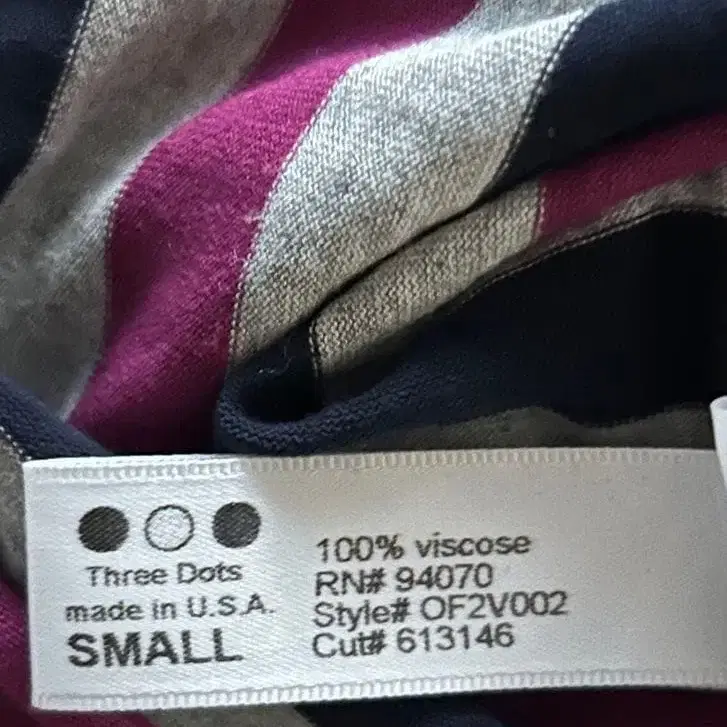 Three Dots
made in U.S.A.
SMALL
100% viscose
RN# 94070
Style# OF2V002
Cut# 613146